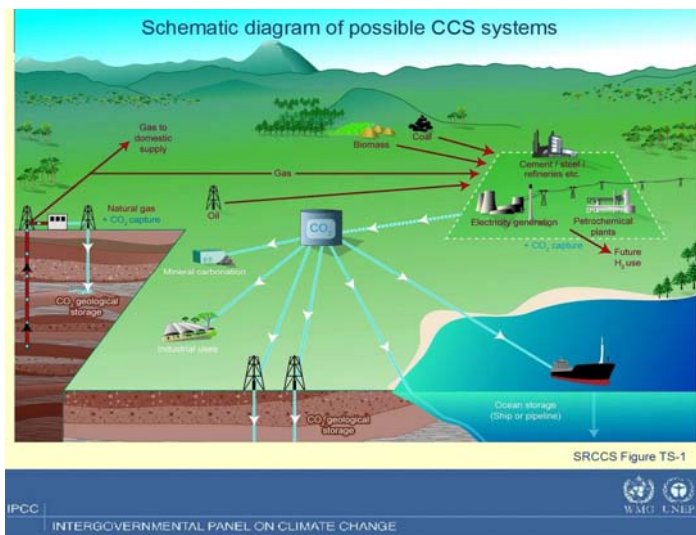 Schematic diagram of possible CCS systems
Gas to
domestic
supply
Biomass
Coal
Cement / steel /
refineries etc.
Gas
Oil
Natural gas
+ CO2 capture
CO2
Electricity generation
Petrochemical
plants
+ CO2 capture
Future
H2 use
Mineral carbonation
CO2 geological
storage
Industrial uses
CO2 geological
storage
Ocean storage
(Ship or pipeline)
SRCCS Figure TS-1
IPCC
INTERGOVERNMENTAL PANEL ON CLIMATE CHANGE
WMO UNEP